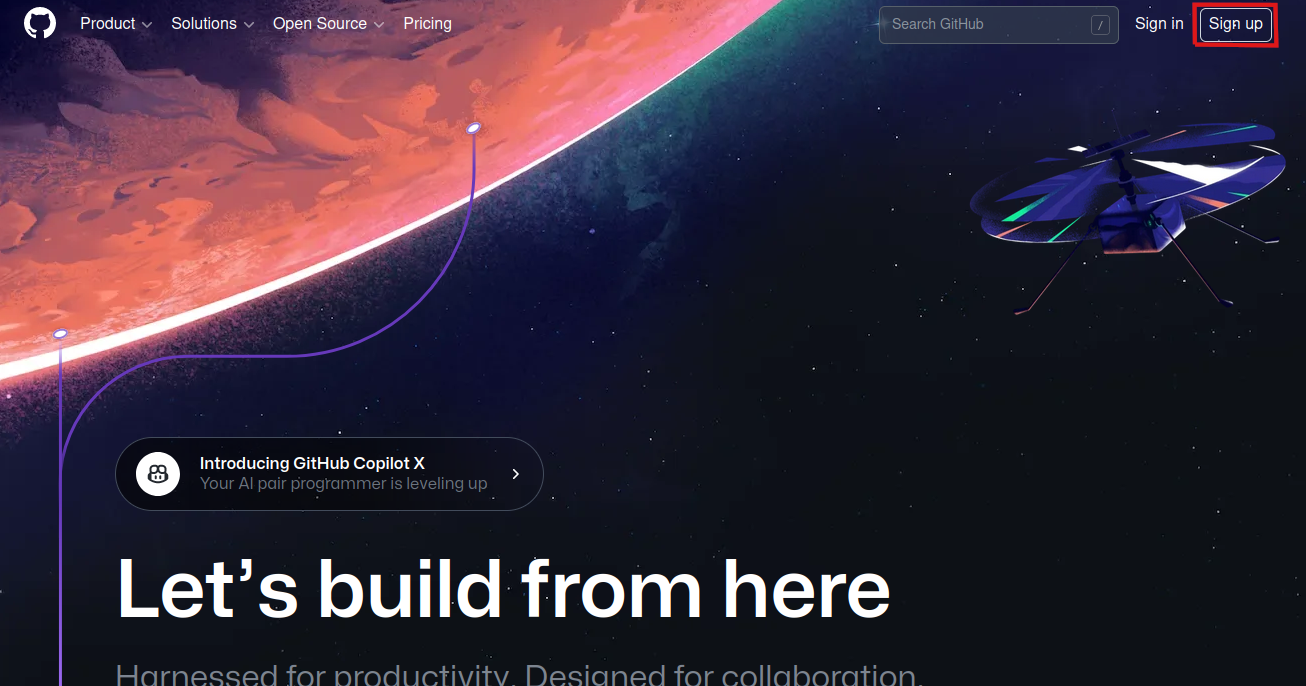 Product Solutions Open Source Pricing Search GitHub / Sign in Sign up
Introducing GitHub Copilot X
Your AI pair programmer is leveling up
Let’s build from here
Harnessed for productivity. Designed for collaboration.